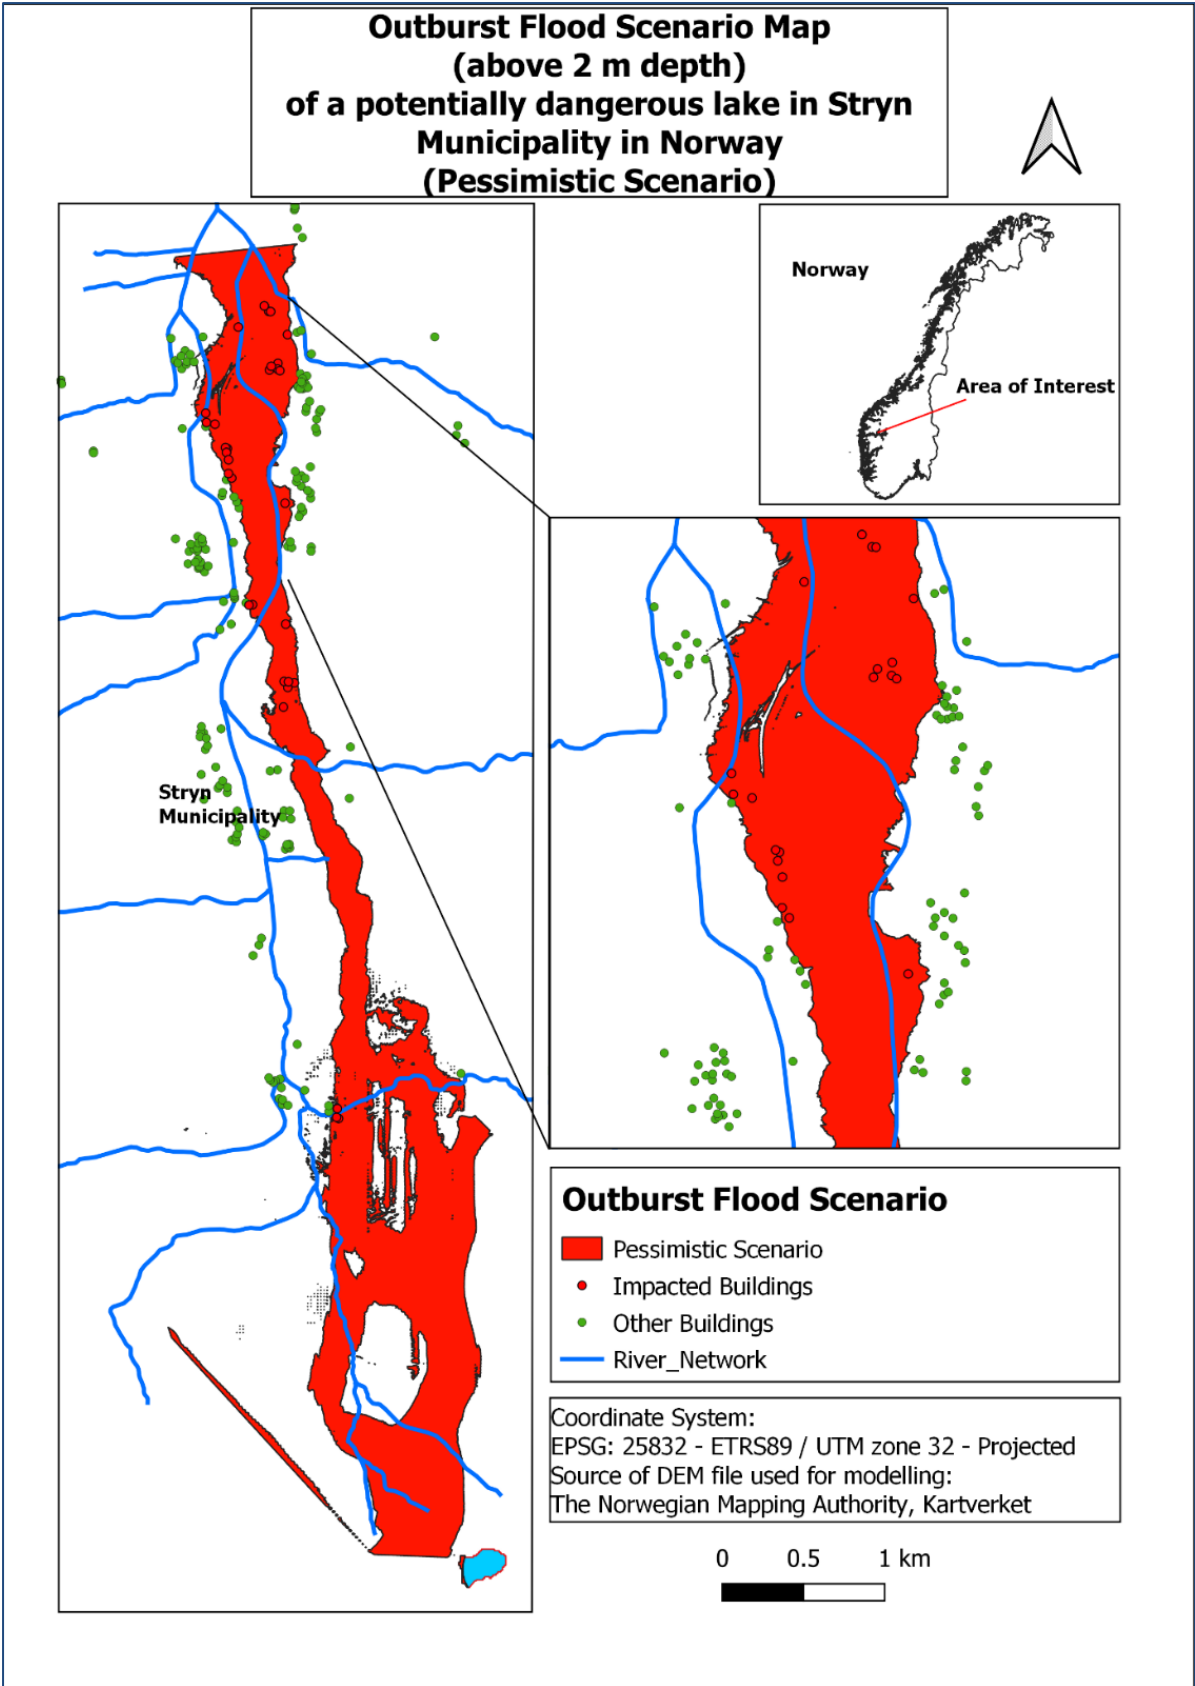 Outburst Flood Scenario Map
(above 2 m depth)
of a potentially dangerous lake in Stryn
Municipality in Norway
(Pessimistic Scenario)
Norway
Area of Interest
Stryn
Municipality
Outburst Flood Scenario
Pessimistic Scenario
Impacted Buildings
Other Buildings
River_Network
Coordinate System:
EPSG: 25832 - ETRS89 / UTM zone 32 - Projected
Source of DEM file used for modelling:
The Norwegian Mapping Authority, Kartverket
0 0.5 1 km